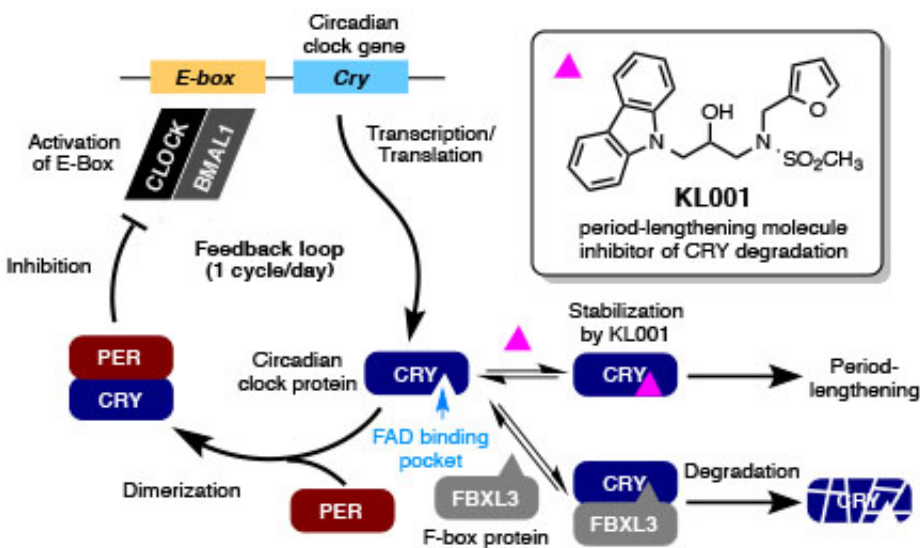 Circadian
clock gene
E-box
Cry
CLOCK
BMAL1
Activation
of E-Box
Transcription/
Translation
OH
O
N
N
SO₂CH₃
KL001
period-lengthening molecule
inhibitor of CRY degradation
Inhibition
Feedback loop
(1 cycle/day)
PER
CRY
Circadian
clock protein
CRY
Stabilization
by KL001
CRY
Period-
lengthening
FAD binding
pocket
Dimerization
PER
FBXL3
F-box protein
CRY
FBXL3
Degradation
CRY